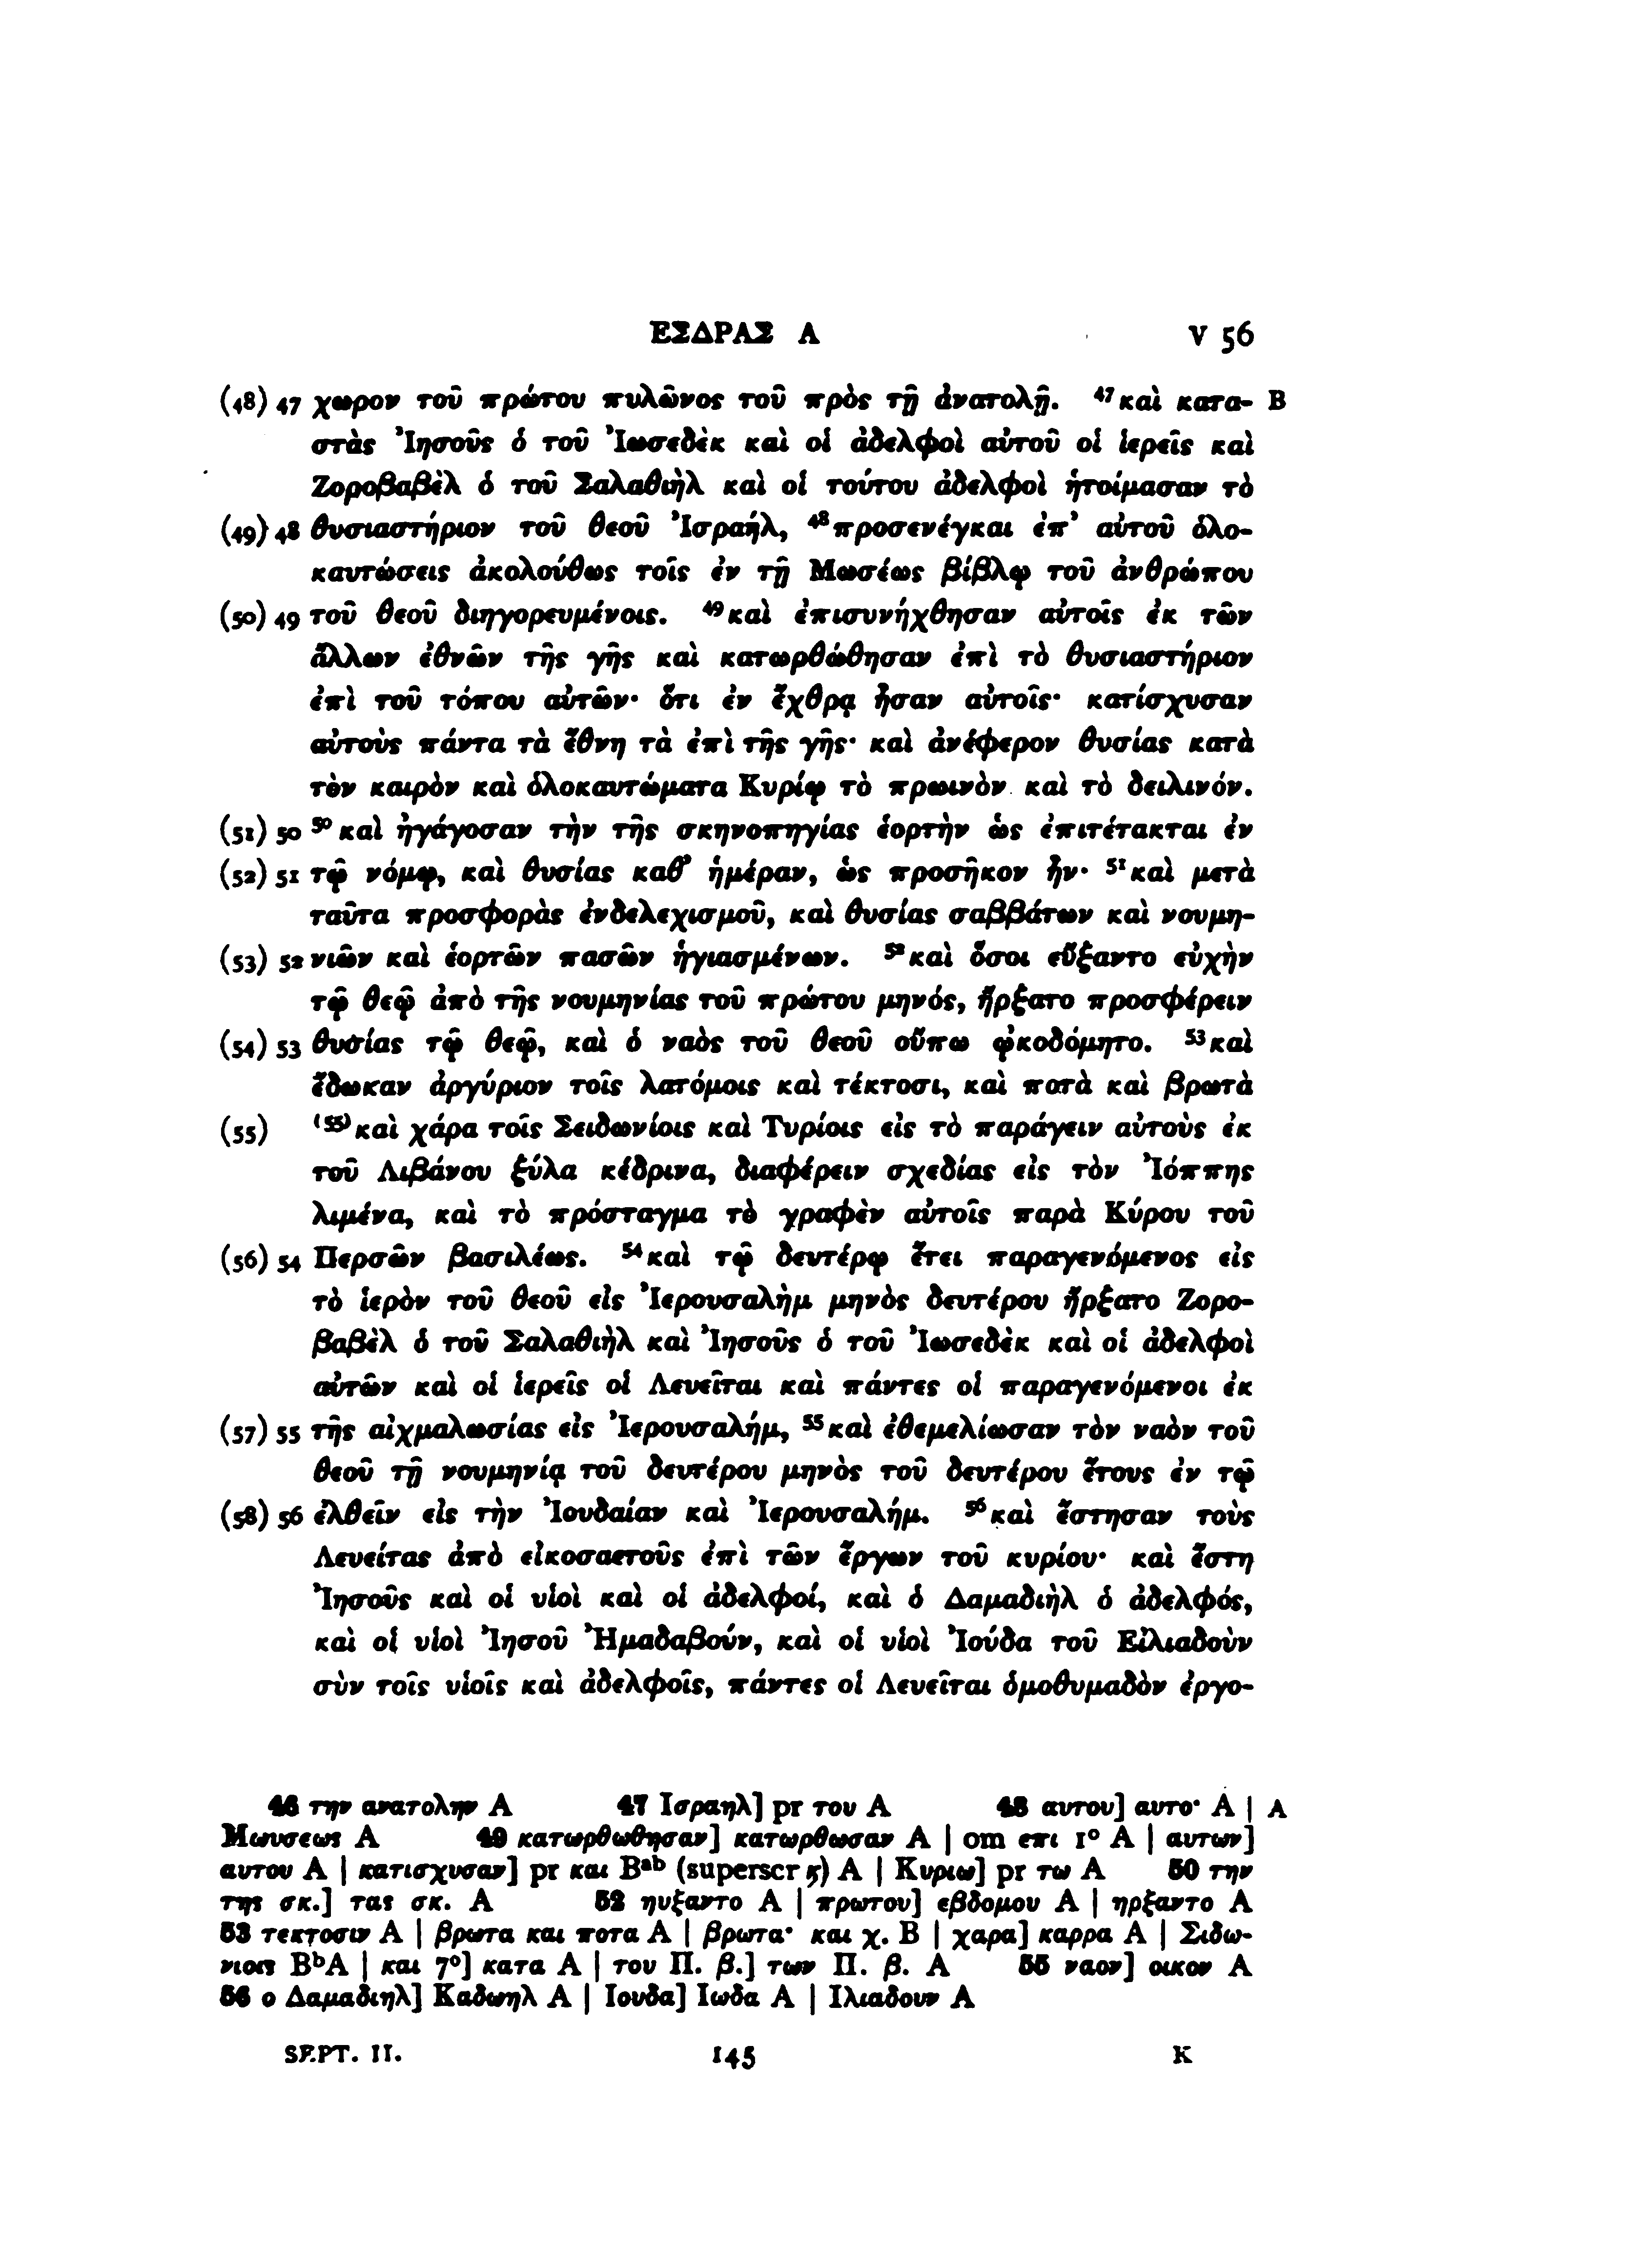 ΕΣΔΡΑΣ Α V 56
(48) 47 χωρον τοῦ πρώτου πυλῶνος τοῦ πρὸς τῇ ἀνατολῇ. ⁴⁷καὶ κατα- B
στὰς Ἰησοῦς ὁ τοῦ Ἰωσεδὲκ καὶ οἱ ἀδελφοὶ αὐτοῦ οἱ ἱερεῖς καὶ
Ζοροβαβὲλ ὁ τοῦ Σαλαθιὴλ καὶ οἱ τούτου ἀδελφοὶ ἡτοίμασαν τὸ
(49) 48 θυσιαστήριον τοῦ θεοῦ Ἰσραήλ, ⁴⁸προσενέγκαι ἐπ’ αὐτοῦ ὁλο-
καυτώσεις ἀκολούθως τοῖς ἐν τῇ Μωσέως βίβλῳ τοῦ ἀνθρώπου
(50) 49 τοῦ θεοῦ διηγορευμένοις. ⁴⁹καὶ ἐπισυνήχθησαν αὐτοῖς ἐκ τῶν
ἄλλων ἐθνῶν τῆς γῆς καὶ κατωρθώθησαν ἐπὶ τὸ θυσιαστήριον
ἐπὶ τοῦ τόπου αὐτῶν· ὅτι ἐν ἔχθρᾳ ἦσαν αὐτοῖς· κατίσχυσαν
αὐτοὺς πάντα τὰ ἔθνη τὰ ἐπὶ τῆς γῆς· καὶ ἀνέφερον θυσίας κατὰ
τὸν καιρὸν καὶ ὁλοκαυτώματα Κυρίῳ τὸ πρωινὸν καὶ τὸ δειλινόν.
(51) 50 ⁵⁰καὶ ἠγάγοσαν τὴν τῆς σκηνοπηγίας ἑορτὴν ὡς ἐπιτέτακται ἐν
(52) 51 τῷ νόμῳ, καὶ θυσίας καθ’ ἡμέραν, ὡς προσῆκον ἦν· ⁵¹καὶ μετὰ
ταῦτα προσφορὰς ἐνδελεχισμοῦ, καὶ θυσίας σαββάτων καὶ νουμη-
(53) 52 νιῶν καὶ ἑορτῶν πασῶν ἡγιασμένων. ⁵²καὶ ὅσοι εὔξαντο εὐχὴν
τῷ θεῷ ἀπὸ τῆς νουμηνίας τοῦ πρώτου μηνός, ἤρξατο προσφέρειν
(54) 53 θυσίας τῷ θεῷ, καὶ ὁ ναὸς τοῦ θεοῦ οὔπω ᾠκοδόμητο. ⁵³καὶ
ἔδωκαν ἀργύριον τοῖς λατόμοις καὶ τέκτοσι, καὶ ποτὰ καὶ βρωτὰ
(55) ⁽⁵⁵⁾καὶ χάρα τοῖς Σειδωνίοις καὶ Τυρίοις εἰς τὸ παράγειν αὐτοὺς ἐκ
τοῦ Λιβάνου ξύλα κέδρινα, διαφέρειν σχεδίας εἰς τὸν Ἰόππης
λιμένα, καὶ τὸ πρόσταγμα τὸ γραφὲν αὐτοῖς παρὰ Κύρου τοῦ
(56) 54 Περσῶν βασιλέως. ⁵⁴καὶ τῷ δευτέρῳ ἔτει παραγενόμενος εἰς
τὸ ἱερὸν τοῦ θεοῦ εἰς Ἰερουσαλὴμ μηνὸς δευτέρου ἤρξατο Ζορο-
βαβὲλ ὁ τοῦ Σαλαθιὴλ καὶ Ἰησοῦς ὁ τοῦ Ἰωσεδὲκ καὶ οἱ ἀδελφοὶ
αὐτῶν καὶ οἱ ἱερεῖς οἱ Λευεῖται καὶ πάντες οἱ παραγενόμενοι ἐκ
(57) 55 τῆς αἰχμαλωσίας εἰς Ἰερουσαλήμ, ⁵⁵καὶ ἐθεμελίωσαν τὸν ναὸν τοῦ
θεοῦ τῇ νουμηνίᾳ τοῦ δευτέρου μηνὸς τοῦ δευτέρου ἔτους ἐν τῷ
(58) 56 ἐλθεῖν εἰς τὴν Ἰουδαίαν καὶ Ἰερουσαλήμ. ⁵⁶καὶ ἔστησαν τοὺς
Λευείτας ἀπὸ εἰκοσαετοῦς ἐπὶ τῶν ἔργων τοῦ κυρίου· καὶ ἔστη
Ἰησοῦς καὶ οἱ υἱοὶ καὶ οἱ ἀδελφοί, καὶ ὁ Δαμαδιὴλ ὁ ἀδελφός,
καὶ οἱ υἱοὶ Ἰησοῦ Ἠμαδαβούν, καὶ οἱ υἱοὶ Ἰούδα τοῦ Εἰλιαδοὺν
σὺν τοῖς υἱοῖς καὶ ἀδελφοῖς, πάντες οἱ Λευεῖται ὁμοθυμαδὸν ἐργο-
46 την ανατολην A 47 Ισραηλ] pr του A 48 αυτου] αυτο· A | A
Μωυσεως A 49 κατωρθωθησαν] κατωρθωσαν A | om επι 1° A | αυτων]
αυτου A | κατισχυσαν] pr και Bᵃᵇ (superscr ϗ) A | Κυριω] pr τω A 50 την
της σκ.] τας σκ. A 52 ηυξαντο A | πρωτου] εβδομου A | ηρξαντο A
53 τεκτοσιν A | βρωτα και ποτα A | βρωτα· και χ. B | χαρα] καρρα A | Σιδω-
νιοις BᵇA | και 7°] κατα A | του Π. β.] των Π. β. A 55 ναον] οικον A
56 ο Δαμαδιηλ] Καδωηλ A | Ιουδα] Ιωδα A | Ιλιαδουν A
SEPT. II. 145 K